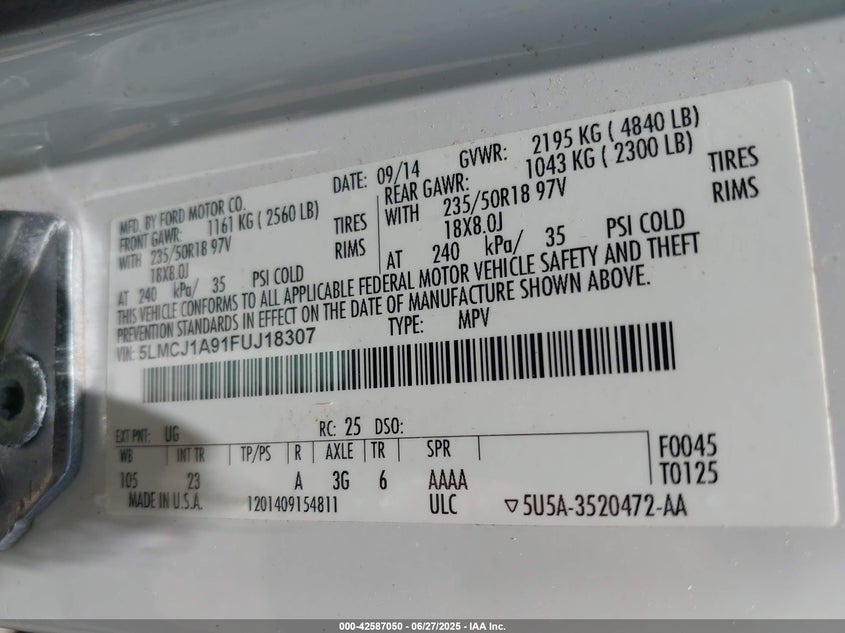 MFD. BY FORD MOTOR CO.
DATE: 09/14 GVWR: 2195 KG ( 4840 LB)
FRONT GAWR: 1161 KG ( 2560 LB)
REAR GAWR: 1043 KG ( 2300 LB)
WITH 235/50R18 97V TIRES
WITH 235/50R18 97V TIRES
18X8.0J RIMS
18X8.0J RIMS
AT 240 kPa/ 35 PSI COLD
AT 240 kPa/ 35 PSI COLD
THIS VEHICLE CONFORMS TO ALL APPLICABLE FEDERAL MOTOR VEHICLE SAFETY AND THEFT
PREVENTION STANDARDS IN EFFECT ON THE DATE OF MANUFACTURE SHOWN ABOVE.
VIN: 5LMCJ1A91FUJ18307 TYPE: MPV
EXT PNT: UG RC: 25 DSO:
WB INT TR TP/PS R AXLE TR SPR F0045
105 23 A 3G 6 AAAA T0125
MADE IN U.S.A. 1201409154811 ULC ▽5U5A-3520472-AA
000-42587050 - 06/27/2025 - IAA Inc.